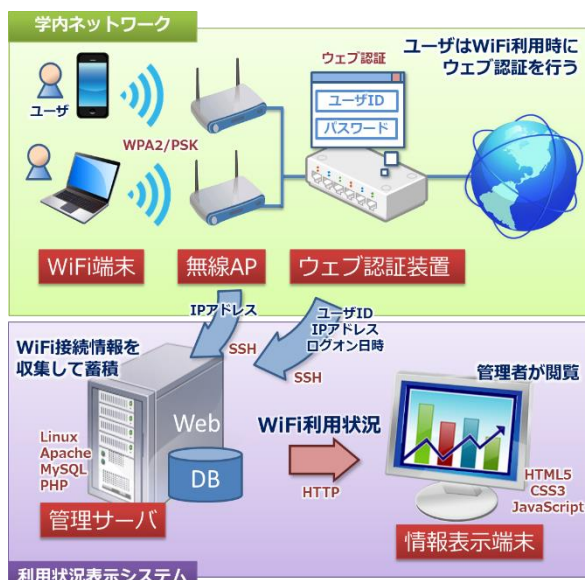 学内ネットワーク
ユーザはWiFi利用時に
ウェブ認証を行う
ウェブ認証
ユーザID
パスワード
ユーザ
WPA2/PSK
WiFi端末
無線AP
ウェブ認証装置
IPアドレス
SSH
ユーザID
IPアドレス
ログオン日時
SSH
WiFi接続情報を
収集して蓄積
管理者が閲覧
Linux
Apache
MySQL
PHP
Web
DB
WiFi利用状況
HTTP
HTML5
CSS3
JavaScript
管理サーバ
情報表示端末
利用状況表示システム